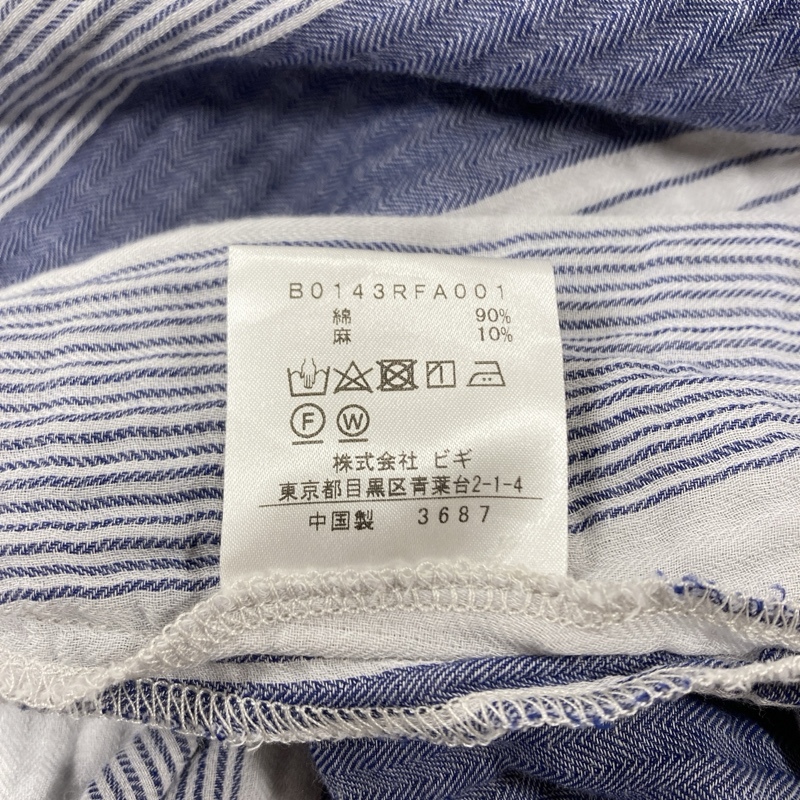 B0143RFA001
綿 90%
麻 10%
F W
株式会社 ビギ
東京都目黒区青葉台2-1-4
中国製 3687